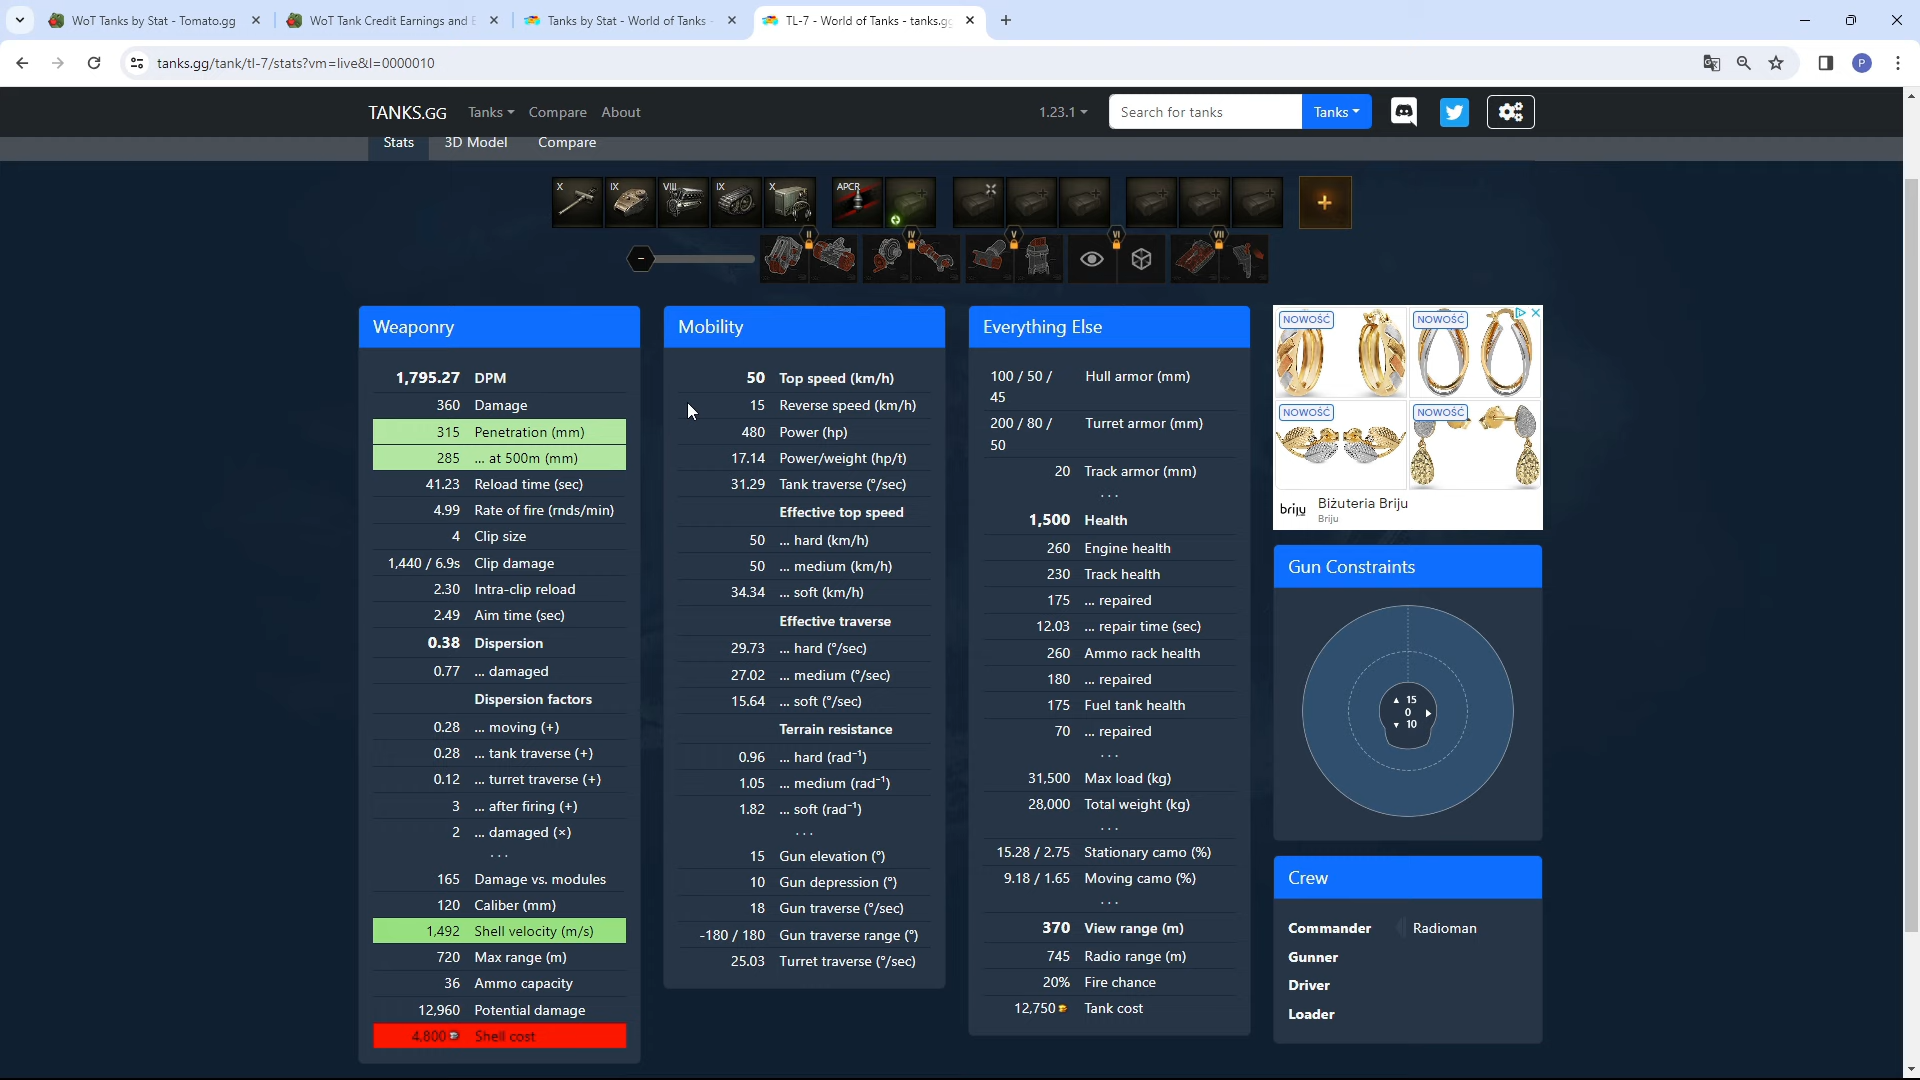 WoT Tanks by Stat - Tomato.gg
WoT Tank Credit Earnings and E
Tanks by Stat - World of Tanks -
TL-7 - World of Tanks - tanks.gg
tanks.gg/tank/tl-7/stats?vm=live&l=0000010
P
TANKS.GG Tanks Compare About
1.23.1
Search for tanks
Tanks
Stats 3D Model Compare
X IX VIII IX X APCR
II IV V VI VII
Weaponry
1,795.27 DPM
360 Damage
315 Penetration (mm)
285 ... at 500m (mm)
41.23 Reload time (sec)
4.99 Rate of fire (rnds/min)
4 Clip size
1,440 / 6.9s Clip damage
2.30 Intra-clip reload
2.49 Aim time (sec)
0.38 Dispersion
0.77 ... damaged
Dispersion factors
0.28 ... moving (+)
0.28 ... tank traverse (+)
0.12 ... turret traverse (+)
3 ... after firing (+)
2 ... damaged (×)
...
165 Damage vs. modules
120 Caliber (mm)
1,492 Shell velocity (m/s)
720 Max range (m)
36 Ammo capacity
12,960 Potential damage
4,800 Shell cost
Mobility
50 Top speed (km/h)
15 Reverse speed (km/h)
480 Power (hp)
17.14 Power/weight (hp/t)
31.29 Tank traverse (°/sec)
Effective top speed
50 ... hard (km/h)
50 ... medium (km/h)
34.34 ... soft (km/h)
Effective traverse
29.73 ... hard (°/sec)
27.02 ... medium (°/sec)
15.64 ... soft (°/sec)
Terrain resistance
0.96 ... hard (rad⁻¹)
1.05 ... medium (rad⁻¹)
1.82 ... soft (rad⁻¹)
...
15 Gun elevation (°)
10 Gun depression (°)
18 Gun traverse (°/sec)
-180 / 180 Gun traverse range (°)
25.03 Turret traverse (°/sec)
Everything Else
100 / 50 / Hull armor (mm)
45
200 / 80 / Turret armor (mm)
50
20 Track armor (mm)
...
1,500 Health
260 Engine health
230 Track health
175 ... repaired
12.03 ... repair time (sec)
260 Ammo rack health
180 ... repaired
175 Fuel tank health
70 ... repaired
...
31,500 Max load (kg)
28,000 Total weight (kg)
...
15.28 / 2.75 Stationary camo (%)
9.18 / 1.65 Moving camo (%)
...
370 View range (m)
745 Radio range (m)
20% Fire chance
12,750 Tank cost
NOWOŚĆ NOWOŚĆ
NOWOŚĆ NOWOŚĆ
briju Biżuteria Briju
Briju
Gun Constraints
15
0
10
Crew
Commander Radioman
Gunner
Driver
Loader